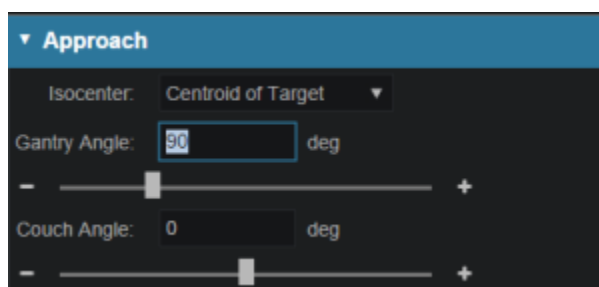 Approach
Isocenter: Centroid of Target
Gantry Angle: 90 deg
- +
Couch Angle: 0 deg
- +